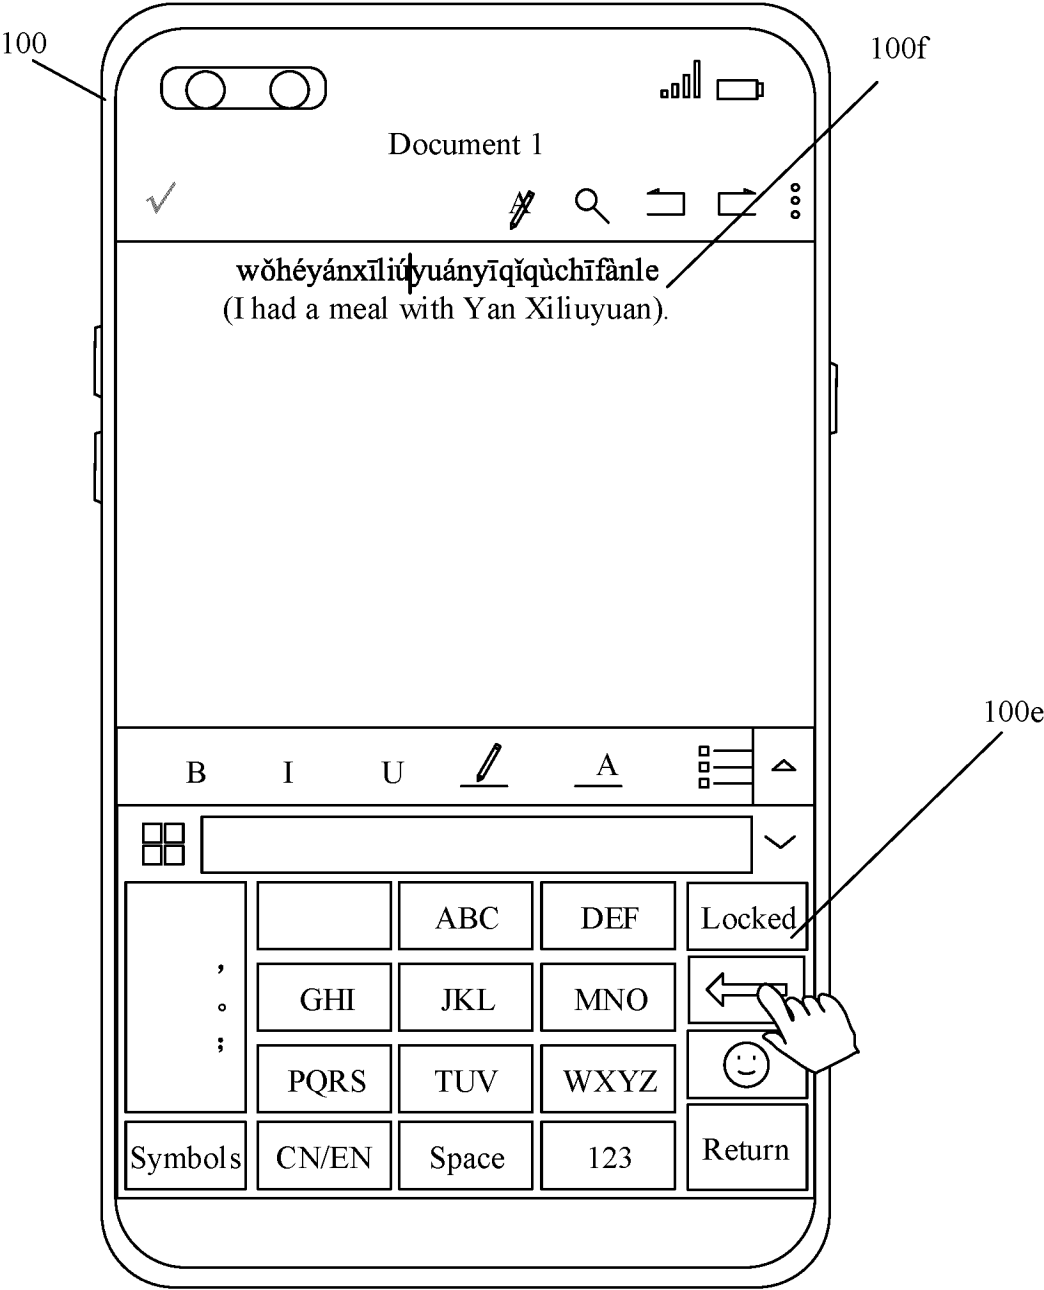 100
100f
Document 1
√
A
wǒhéyánxīliúyuányīqǐqùchīfànle
(I had a meal with Yan Xiliuyuan).
100e
B I U A
Locked
ABC DEF
,
。
;
GHI JKL MNO
PQRS TUV WXYZ
Symbols CN/EN Space 123 Return